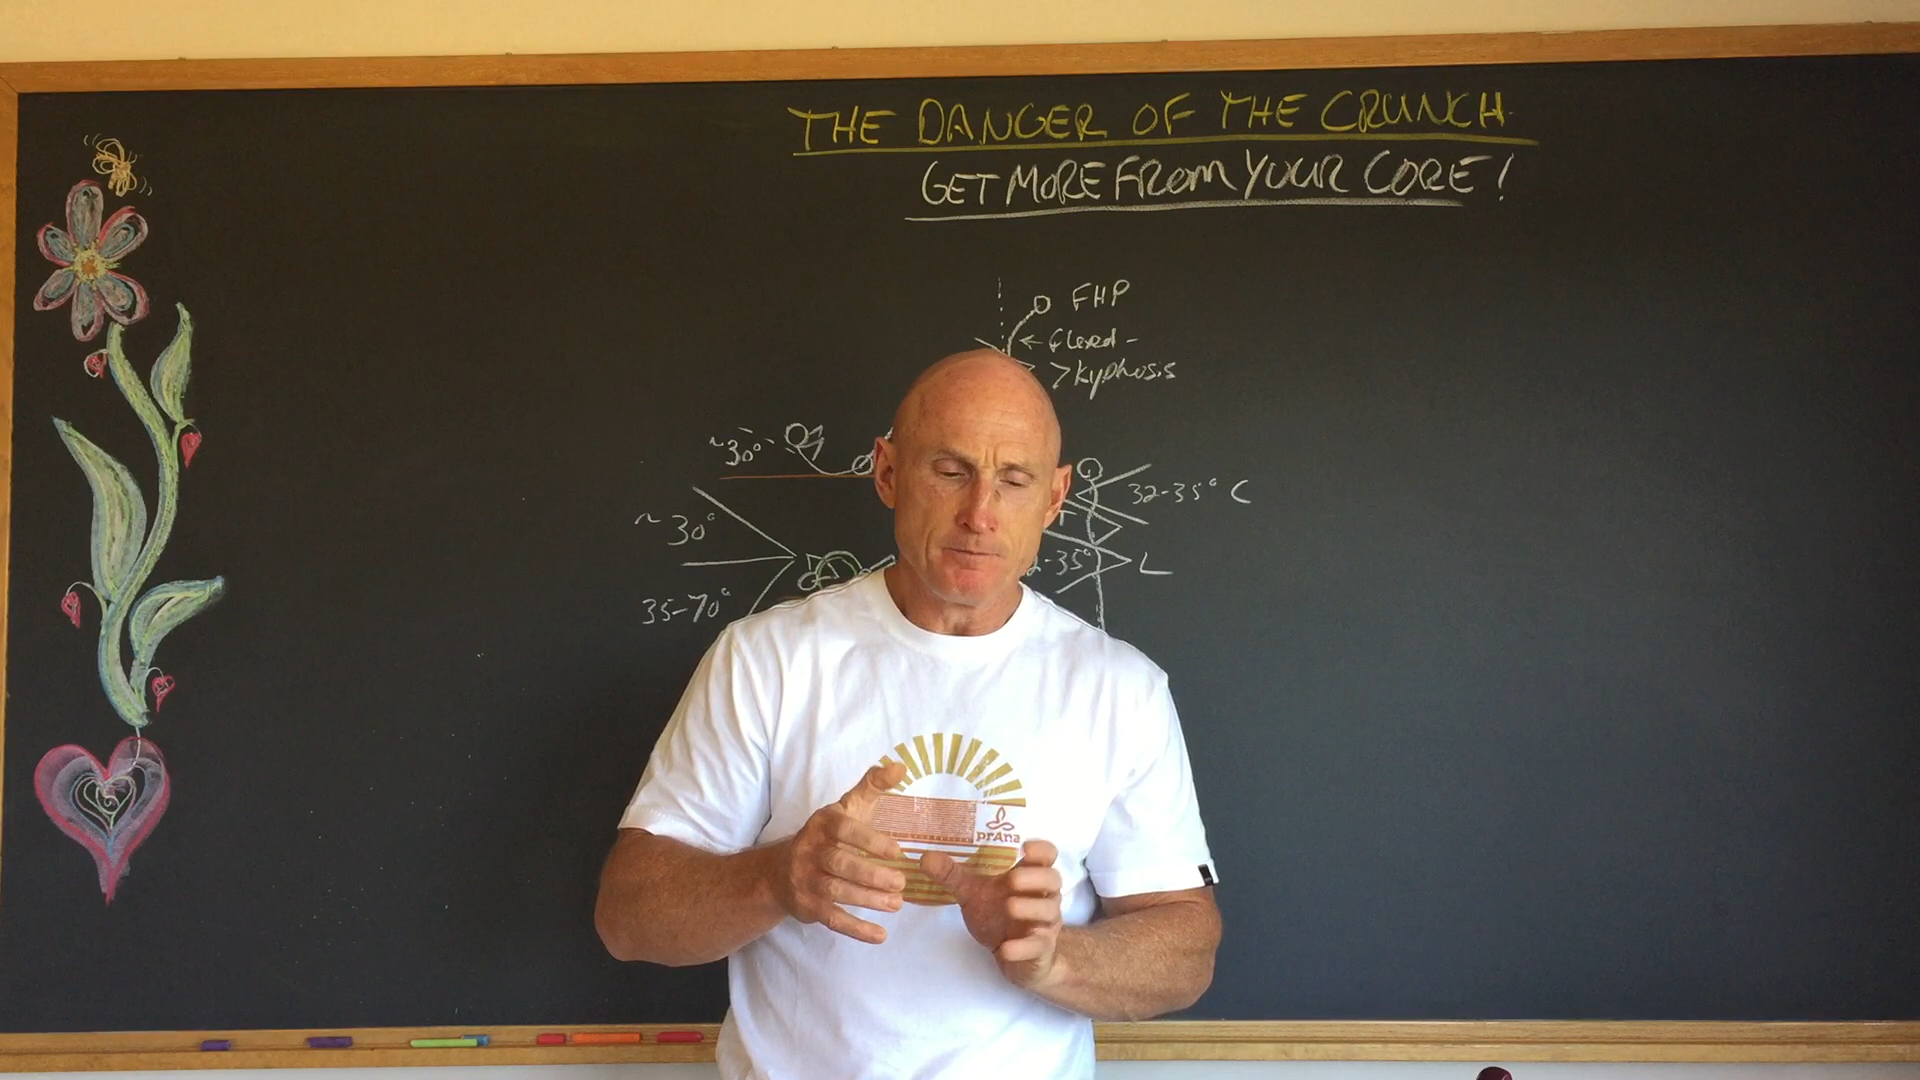 THE DANGER OF THE CRUNCH
GET MORE FROM YOUR CORE!
FHP
← flexed -
> Kyphosis
~30°
32-35° C
~30°
T
2-35° L
35-70°
prAna